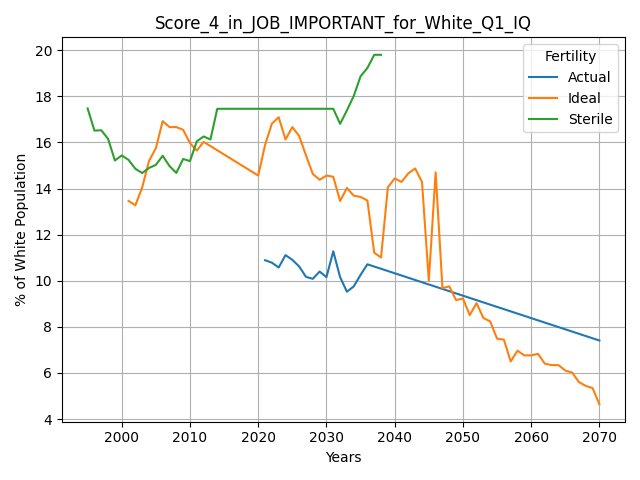 Score_4_in_JOB_IMPORTANT_for_White_Q1_IQ
Fertility
Actual
Ideal
Sterile
% of White Population
20
18
16
14
12
10
8
6
4
2000
2010
2020
2030
2040
2050
2060
2070
Years